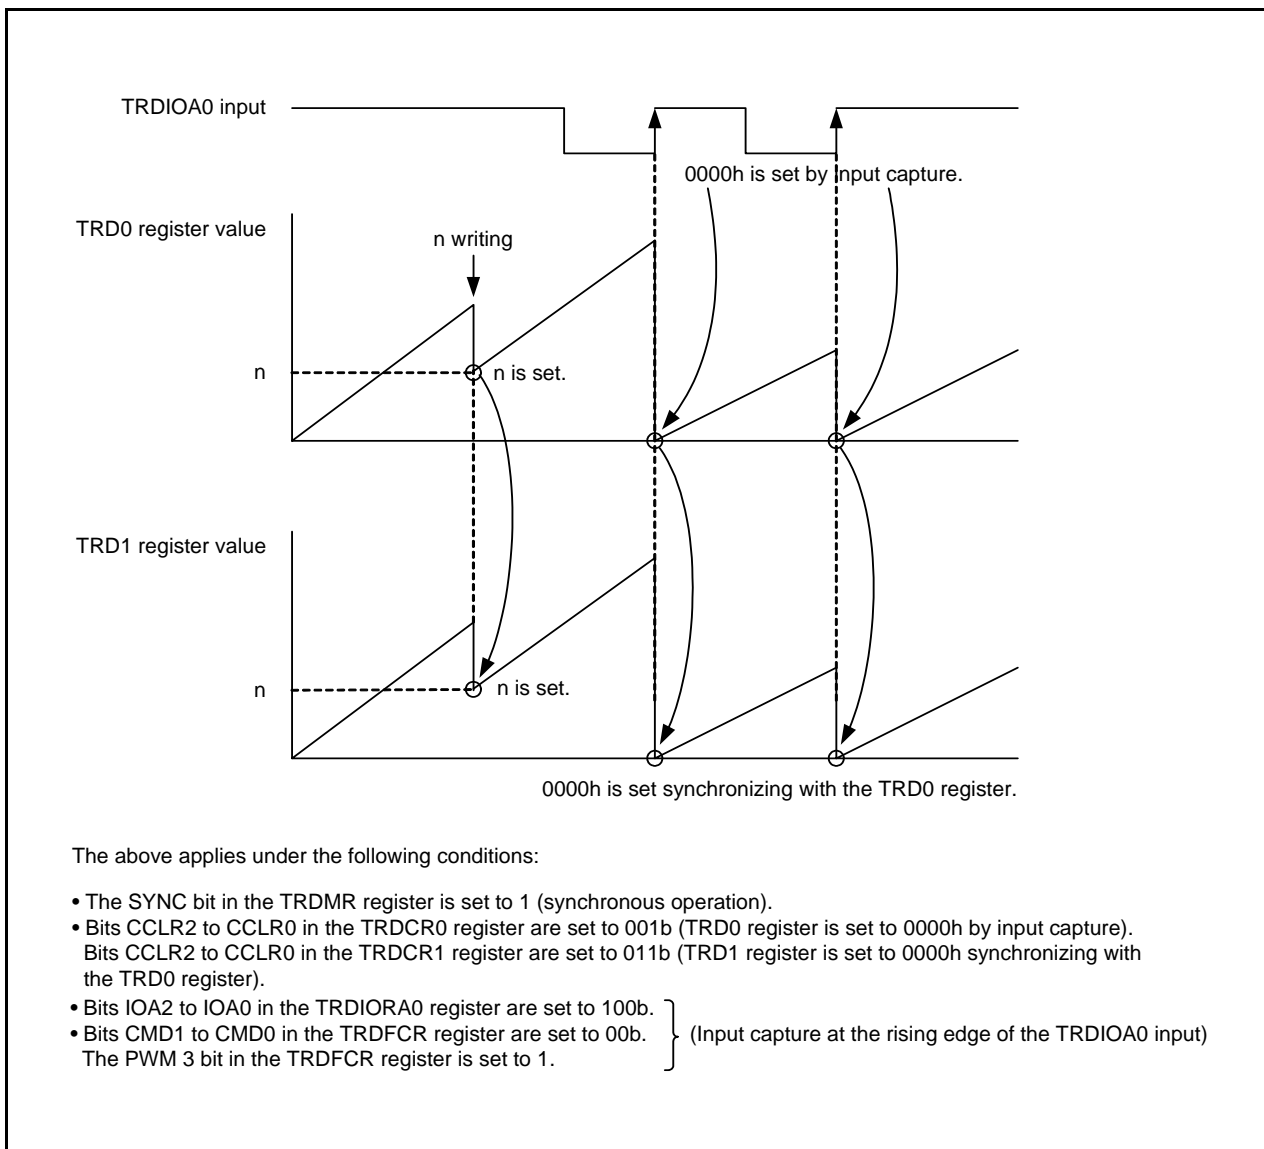 TRDIOA0 input
0000h is set by input capture.
TRD0 register value
n writing
n
n is set.
TRD1 register value
n
n is set.
0000h is set synchronizing with the TRD0 register.
The above applies under the following conditions:
• The SYNC bit in the TRDMR register is set to 1 (synchronous operation).
• Bits CCLR2 to CCLR0 in the TRDCR0 register are set to 001b (TRD0 register is set to 0000h by input capture).
Bits CCLR2 to CCLR0 in the TRDCR1 register are set to 011b (TRD1 register is set to 0000h synchronizing with
the TRD0 register).
• Bits IOA2 to IOA0 in the TRDIORA0 register are set to 100b.
• Bits CMD1 to CMD0 in the TRDFCR register are set to 00b.
The PWM 3 bit in the TRDFCR register is set to 1.
(Input capture at the rising edge of the TRDIOA0 input)